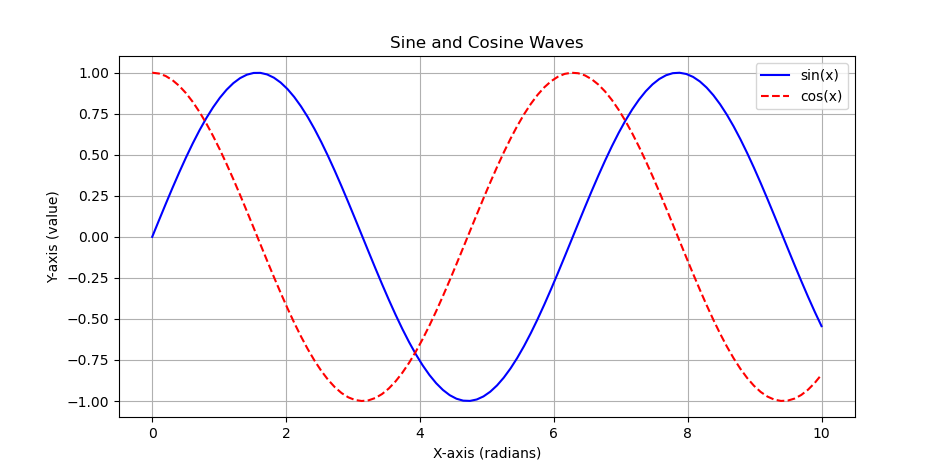 Sine and Cosine Waves
sin(x)
cos(x)
1.00
0.75
0.50
0.25
0.00
−0.25
−0.50
−0.75
−1.00
Y-axis (value)
0 2 4 6 8 10
X-axis (radians)